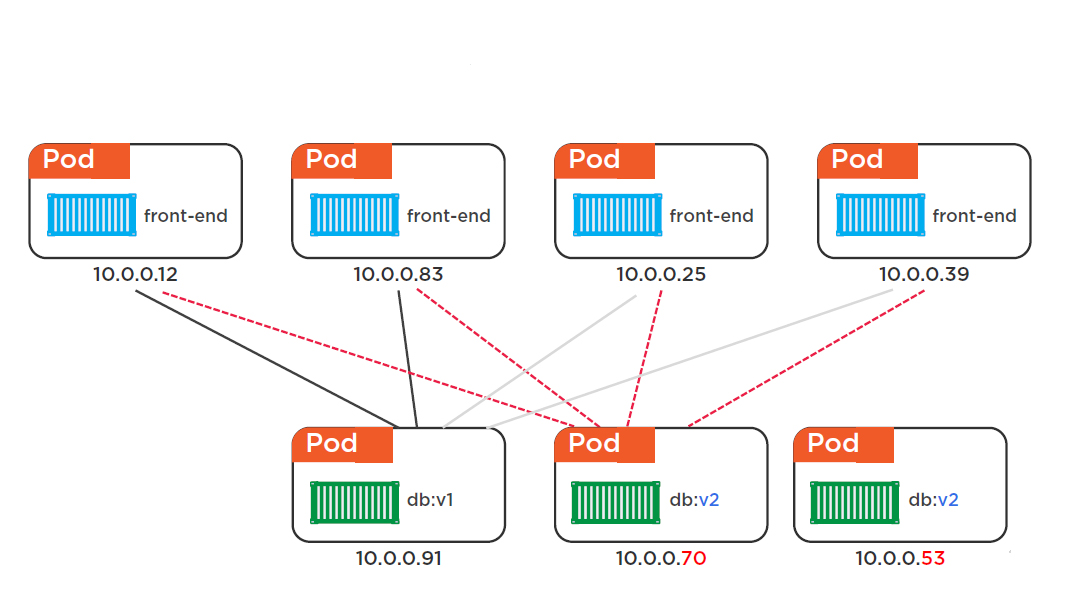 Pod
front-end
10.0.0.12
Pod
front-end
10.0.0.83
Pod
front-end
10.0.0.25
Pod
front-end
10.0.0.39
Pod
db:v1
10.0.0.91
Pod
db:v2
10.0.0.70
Pod
db:v2
10.0.0.53